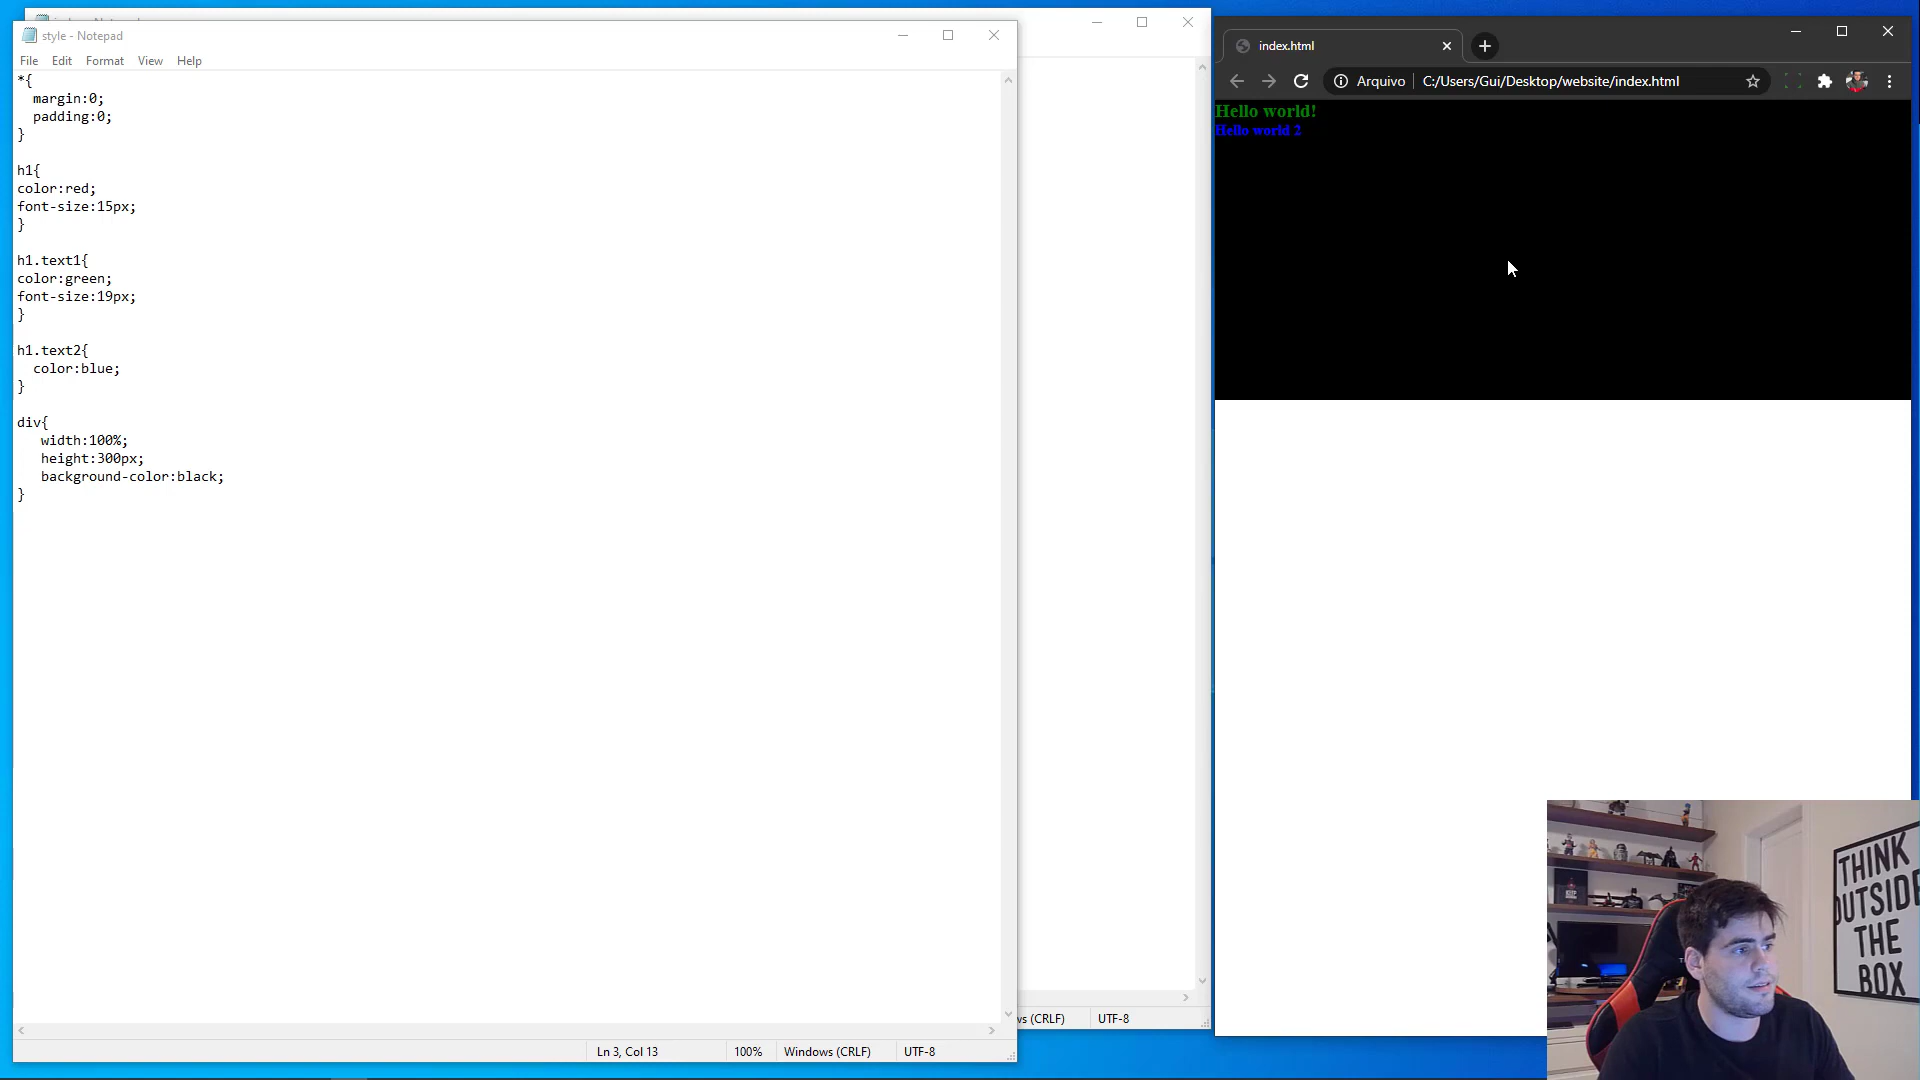 style - Notepad
File Edit Format View Help
*{
margin:0;
padding:0;
}
h1{
color:red;
font-size:15px;
}
h1.text1{
color:green;
font-size:19px;
}
h1.text2{
color:blue;
}
div{
width:100%;
height:300px;
background-color:black;
}
Ln 3, Col 13 100% Windows (CRLF) UTF-8
(CRLF) UTF-8
index.html
Arquivo C:/Users/Gui/Desktop/website/index.html
Hello world!
Hello world 2
THINK
OUTSIDE
THE
BOX